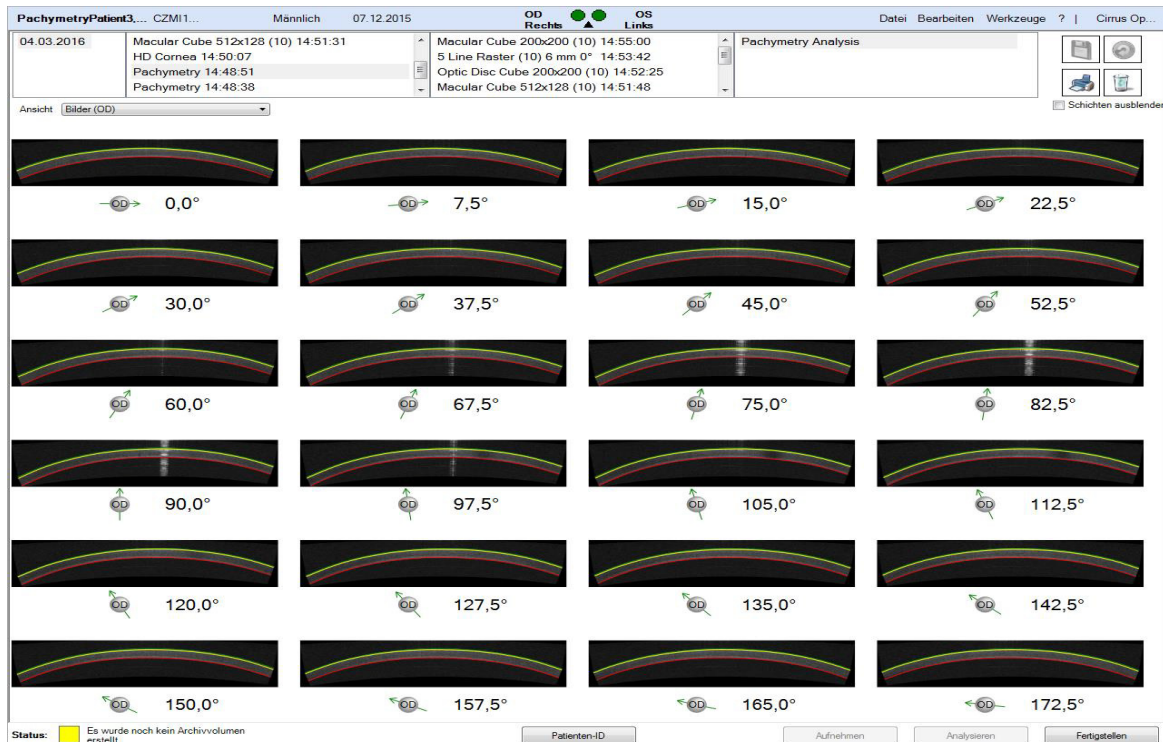 PachymetryPatient3,... CZMI1... Männlich 07.12.2015 OD Rechts OS Links Datei Bearbeiten Werkzeuge ? | Cirrus Op...
04.03.2016
Macular Cube 512x128 (10) 14:51:31
HD Cornea 14:50:07
Pachymetry 14:48:51
Pachymetry 14:48:38
Macular Cube 200x200 (10) 14:55:00
5 Line Raster (10) 6 mm 0° 14:53:42
Optic Disc Cube 200x200 (10) 14:52:25
Macular Cube 512x128 (10) 14:51:48
Pachymetry Analysis
Schichten ausblenden
Ansicht Bilder (OD)
OD 0,0° OD 7,5° OD 15,0° OD 22,5°
OD 30,0° OD 37,5° OD 45,0° OD 52,5°
OD 60,0° OD 67,5° OD 75,0° OD 82,5°
OD 90,0° OD 97,5° OD 105,0° OD 112,5°
OD 120,0° OD 127,5° OD 135,0° OD 142,5°
OD 150,0° OD 157,5° OD 165,0° OD 172,5°
Status: Es wurde noch kein Archivvolumen
erstellt
Patienten-ID Aufnehmen Analysieren Fertigstellen